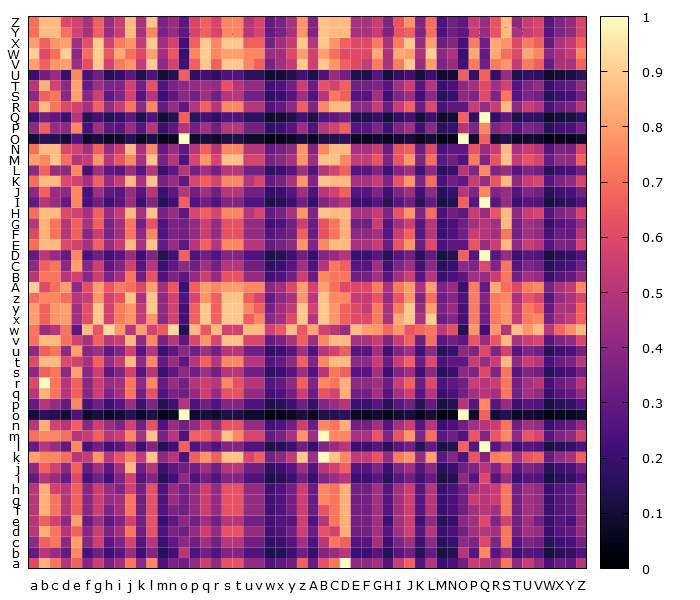 Z
Y
X
W
V
U
T
S
R
Q
P
O
N
M
L
K
J
I
H
G
F
E
D
C
B
A
z
y
x
w
v
u
t
s
r
q
p
o
n
m
l
k
j
i
h
g
f
e
d
c
b
a
a b c d e f g h i j k l m n o p q r s t u v w x y z A B C D E F G H I J K L M N O P Q R S T U V W X Y Z
1
0.9
0.8
0.7
0.6
0.5
0.4
0.3
0.2
0.1
0